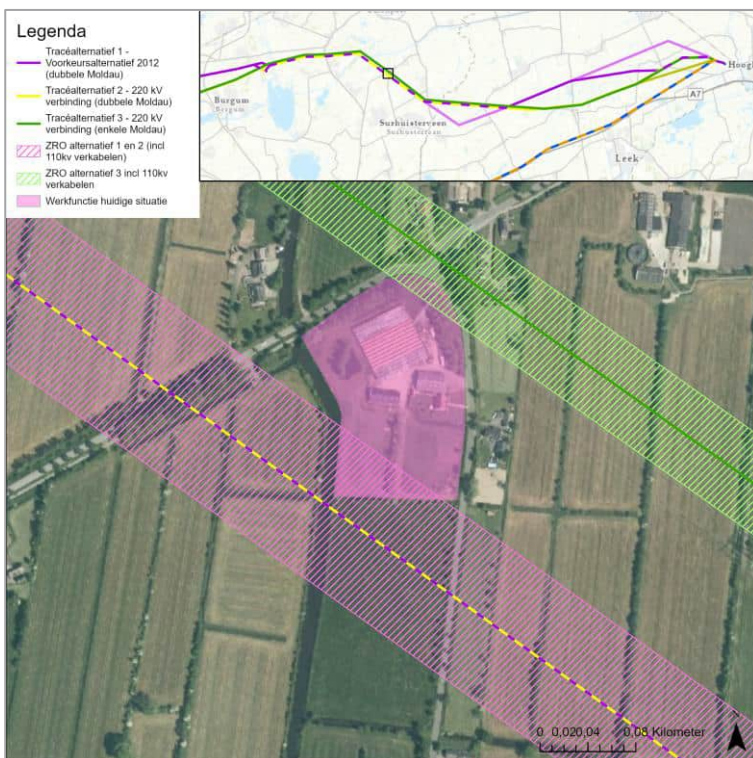 Legenda
Tracéalternatief 1 -
Voorkeursalternatief 2012
(dubbele Moldau)
Tracéalternatief 2 - 220 kV
verbinding (dubbele Moldau)
Tracéalternatief 3 - 220 kV
verbinding (enkele Moldau)
ZRO alternatief 1 en 2 (incl
110kv verkabelen)
ZRO alternatief 3 incl 110kv
verkabelen
Werkfunctie huidige situatie
Burgum
Bergum
Surhuisterveen
Surhústerfean
A7
Leek
0 0,020,04 0,08 Kilometer